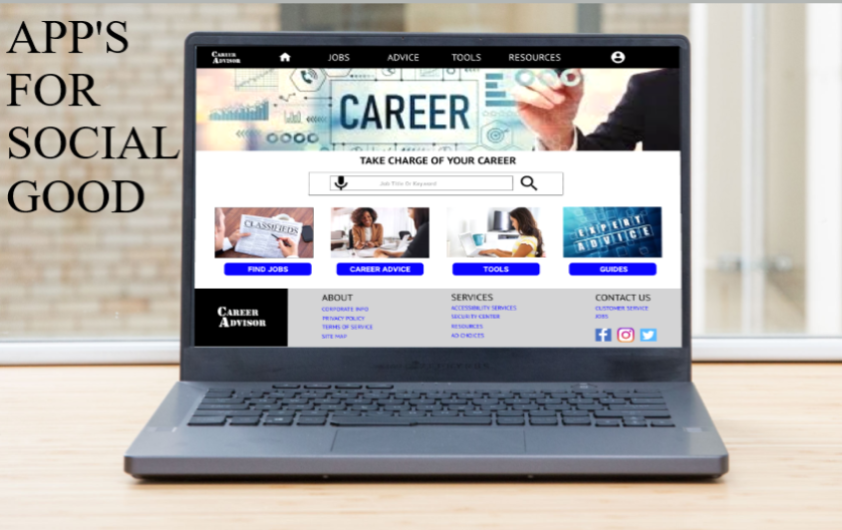 APP'S
FOR
SOCIAL
GOOD
CAREER
ADVISOR
JOBS ADVICE TOOLS RESOURCES
CAREER
TAKE CHARGE OF YOUR CAREER
Job Title Or Keyword
CLASSIFIEDS
EXPERT
ADVICE
FIND JOBS CAREER ADVICE TOOLS GUIDES
CAREER
ADVISOR
ABOUT
CORPORATE INFO
PRIVACY POLICY
TERMS OF SERVICE
SITE MAP
SERVICES
ACCESSIBILITY SERVICES
SECURITY CENTER
RESOURCES
AD CHOICES
CONTACT US
CUSTOMER SERVICE